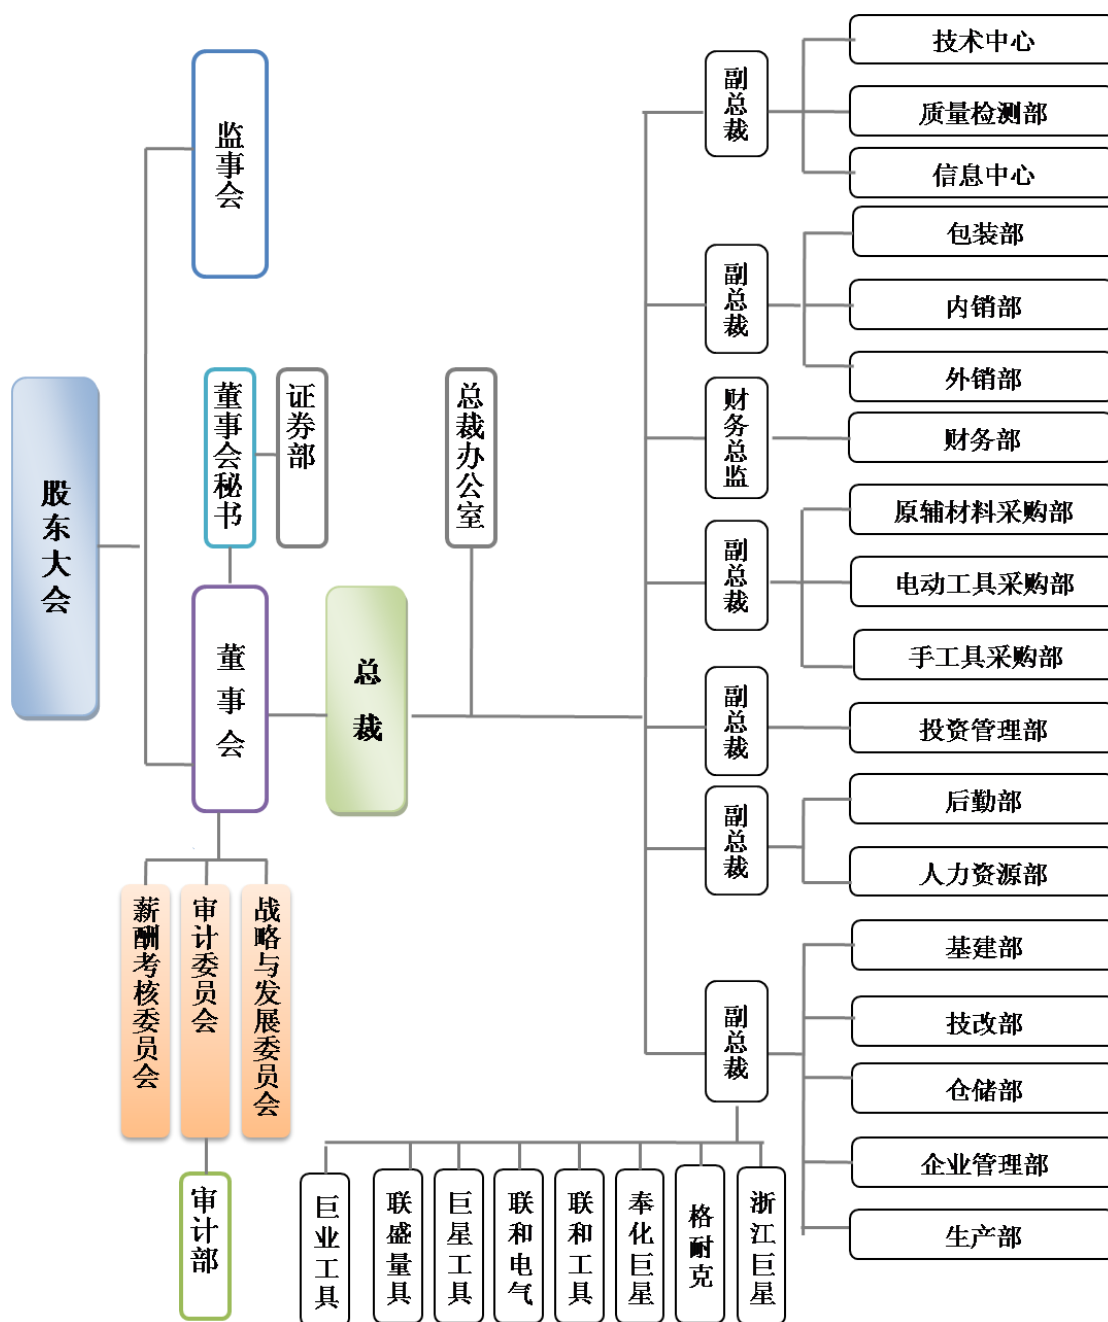 股东大会
监事会
董事会秘书
证券部
董事会
总裁
总裁办公室
薪酬考核委员会
审计委员会
战略与发展委员会
审计部
副总裁
技术中心
质量检测部
信息中心
副总裁
包装部
内销部
外销部
财务总监
财务部
副总裁
原辅材料采购部
电动工具采购部
手工具采购部
副总裁
投资管理部
副总裁
后勤部
人力资源部
副总裁
基建部
技改部
仓储部
企业管理部
生产部
巨业工具
联盛量具
巨星工具
联和电气
联和工具
奉化巨星
格耐克
浙江巨星